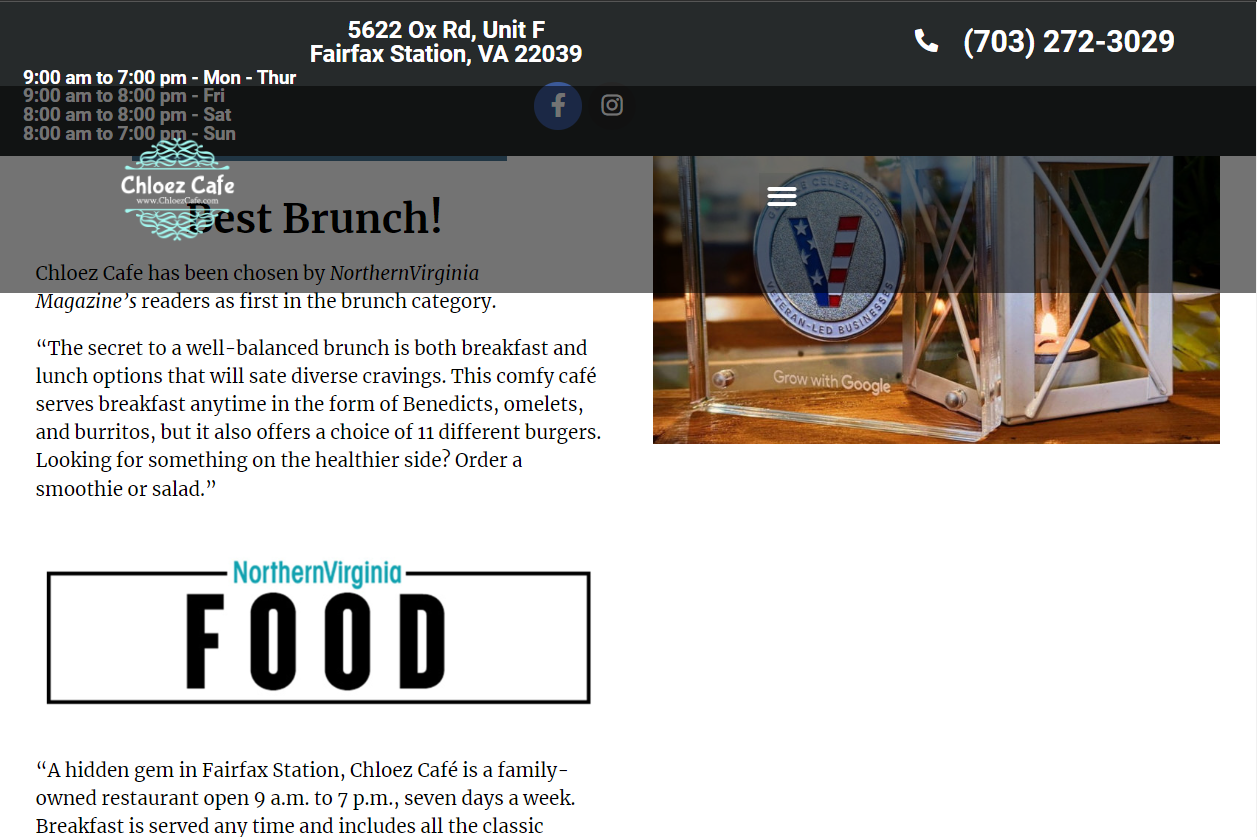 5622 Ox Rd, Unit F
Fairfax Station, VA 22039
(703) 272-3029
9:00 am to 7:00 pm - Mon - Thur
9:00 am to 8:00 pm - Fri
8:00 am to 8:00 pm - Sat
8:00 am to 7:00 pm - Sun
Chloez Cafe
www.ChloezCafe.com
Best Brunch!
Chloez Cafe has been chosen by NorthernVirginia
Magazine’s readers as first in the brunch category.
“The secret to a well-balanced brunch is both breakfast and
lunch options that will sate diverse cravings. This comfy café
serves breakfast anytime in the form of Benedicts, omelets,
and burritos, but it also offers a choice of 11 different burgers.
Looking for something on the healthier side? Order a
smoothie or salad.”
NorthernVirginia
FOOD
“A hidden gem in Fairfax Station, Chloez Café is a family-
owned restaurant open 9 a.m. to 7 p.m., seven days a week.
Breakfast is served any time and includes all the classic
VETERAN-LED BUSINESSES
Grow with Google